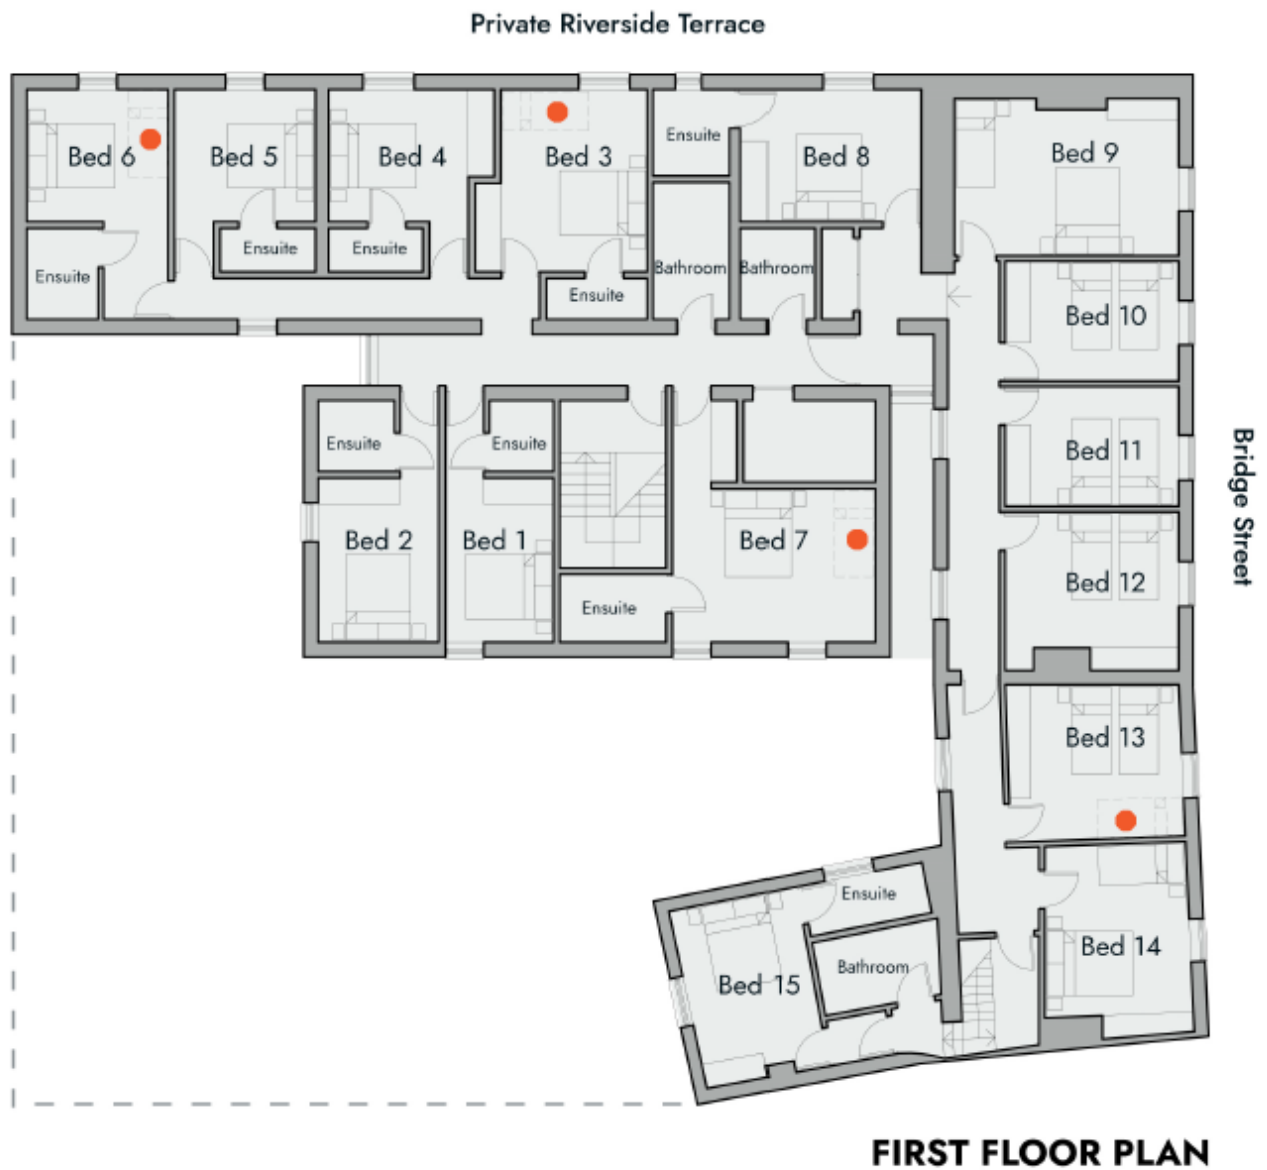 Private Riverside Terrace
Bed 6
Bed 5
Bed 4
Bed 3
Ensuite
Bed 8
Bed 9
Ensuite
Ensuite
Ensuite
Ensuite
Bathroom
Bathroom
Bed 10
Ensuite
Ensuite
Bed 11
Bridge Street
Bed 2
Bed 1
Bed 7
Bed 12
Ensuite
Bed 13
Ensuite
Bed 14
Bathroom
Bed 15
FIRST FLOOR PLAN